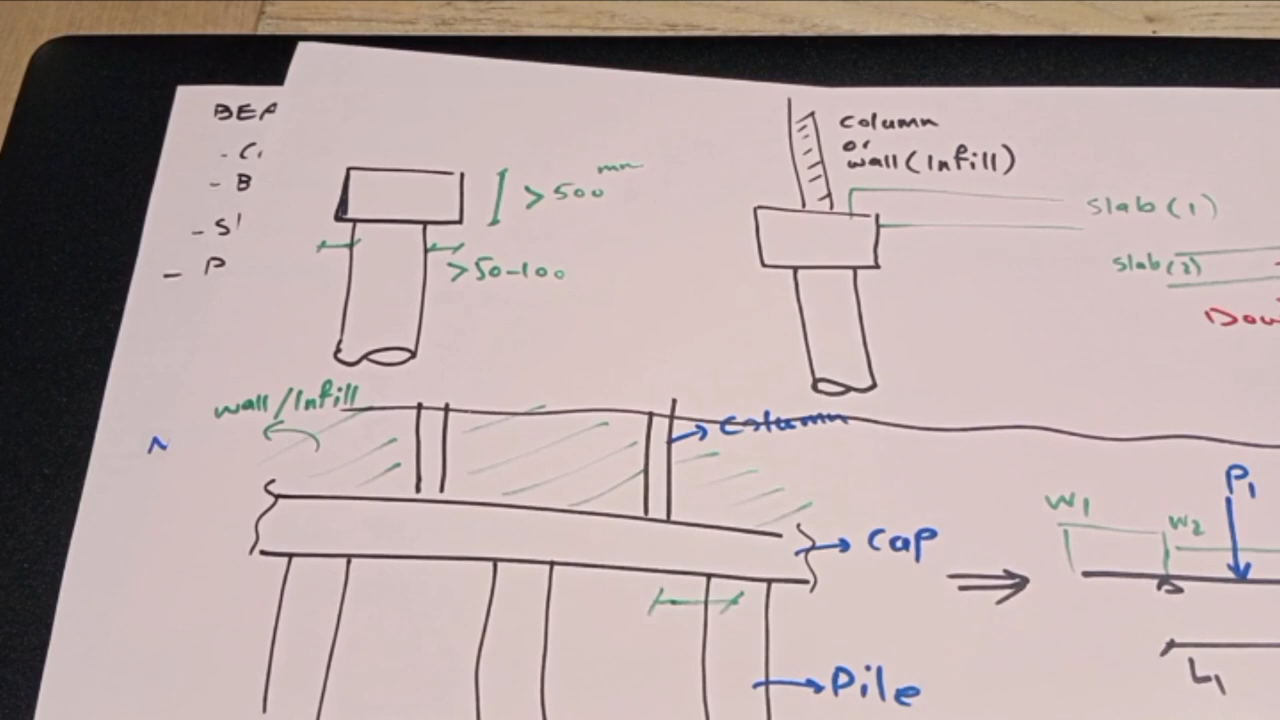 BEA
- C
- B
- S
- P
> 500 mm
> 50-100
column
or
wall (Infill)
slab (1)
slab (2)
Dow
wall/Infill
Column
Cap
Pile
W1
W2
P1
L1